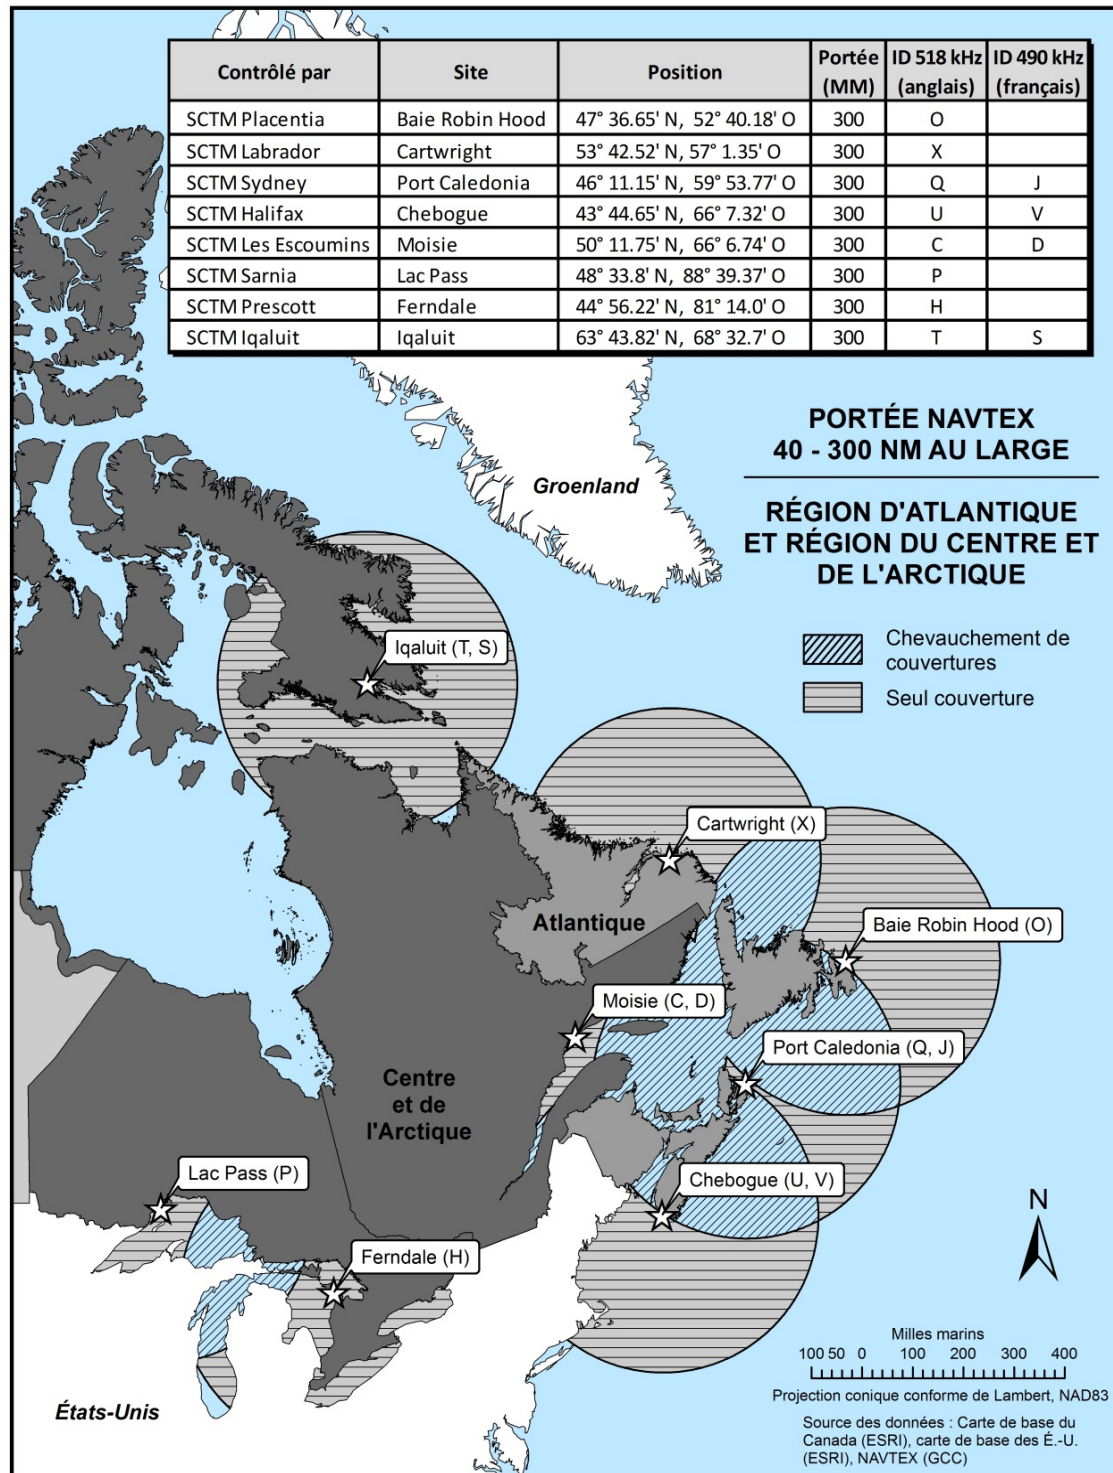 Contrôlé par Site Position Portée (MM) ID 518 kHz (anglais) ID 490 kHz (français)
SCTM Placentia Baie Robin Hood 47° 36.65' N, 52° 40.18' O 300 O
SCTM Labrador Cartwright 53° 42.52' N, 57° 1.35' O 300 X
SCTM Sydney Port Caledonia 46° 11.15' N, 59° 53.77' O 300 Q J
SCTM Halifax Chebogue 43° 44.65' N, 66° 7.32' O 300 U V
SCTM Les Escoumins Moisie 50° 11.75' N, 66° 6.74' O 300 C D
SCTM Sarnia Lac Pass 48° 33.8' N, 88° 39.37' O 300 P
SCTM Prescott Ferndale 44° 56.22' N, 81° 14.0' O 300 H
SCTM Iqaluit Iqaluit 63° 43.82' N, 68° 32.7' O 300 T S
PORTÉE NAVTEX
40 - 300 NM AU LARGE
Groenland
RÉGION D'ATLANTIQUE
ET RÉGION DU CENTRE ET
DE L'ARCTIQUE
Chevauchement de
couvertures
Seul couverture
Iqaluit (T, S)
Cartwright (X)
Atlantique
Baie Robin Hood (O)
Moisie (C, D)
Port Caledonia (Q, J)
Centre
et de
l'Arctique
Lac Pass (P)
Chebogue (U, V)
N
Ferndale (H)
États-Unis
Milles marins
100 50 0 100 200 300 400
Projection conique conforme de Lambert, NAD83
Source des données : Carte de base du
Canada (ESRI), carte de base des É.-U.
(ESRI), NAVTEX (GCC)